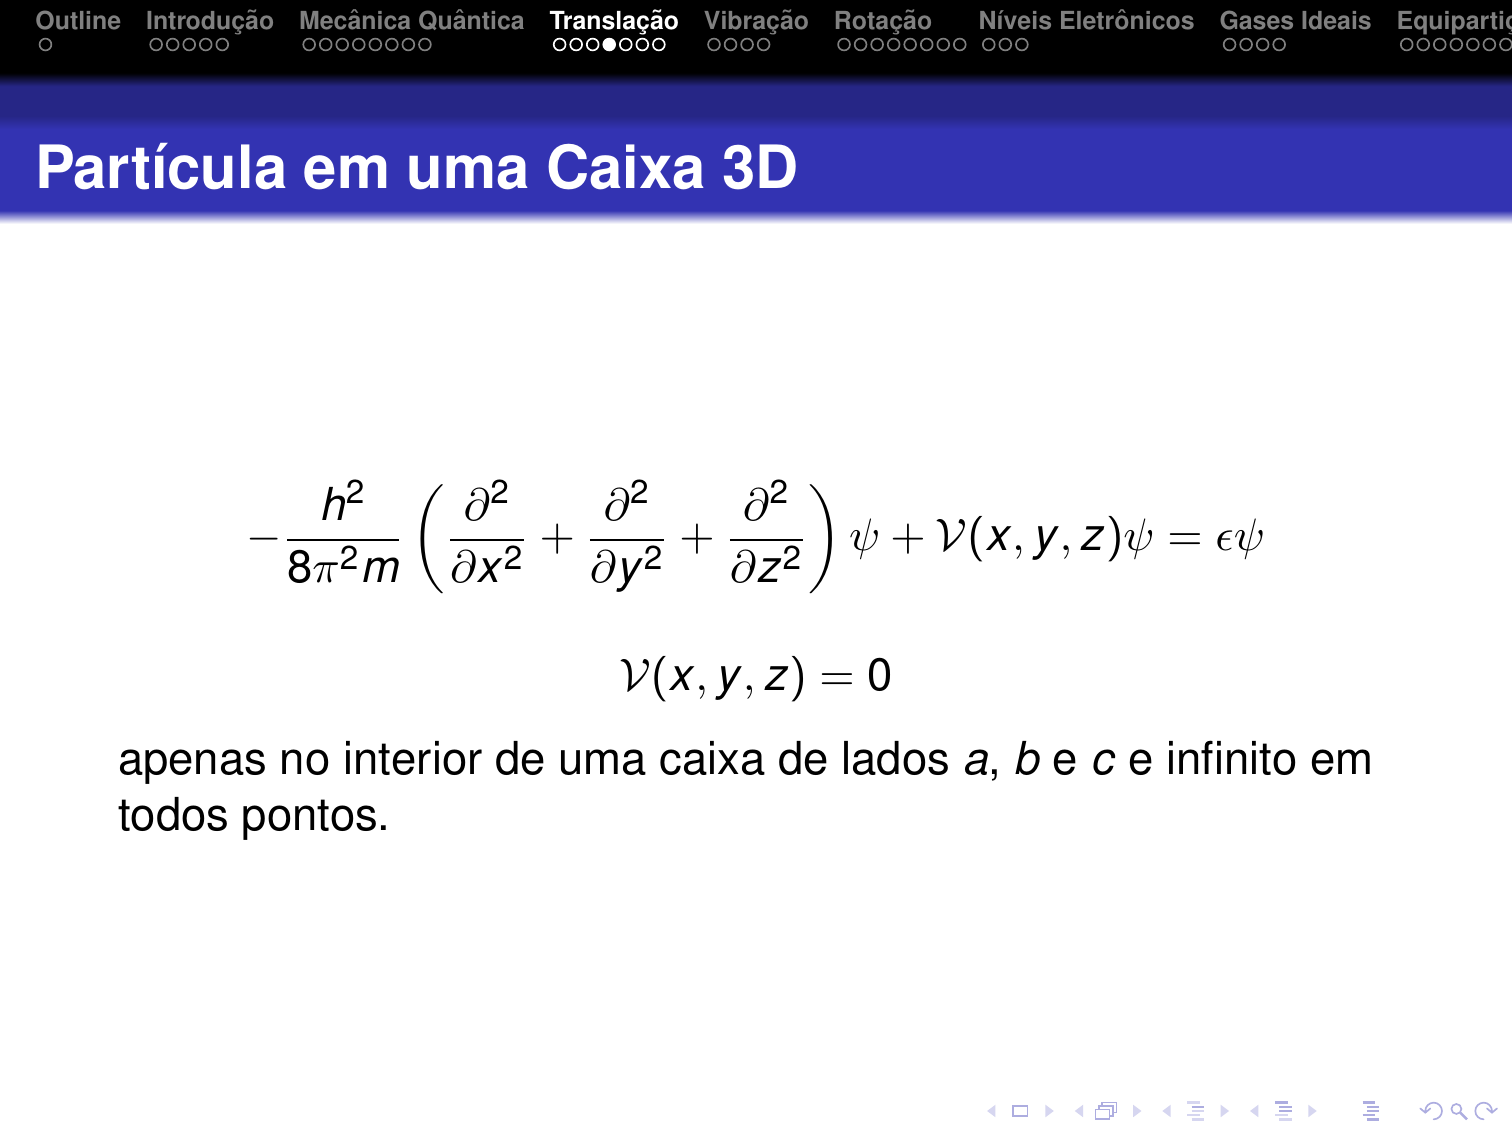 Outline Introdução Mecânica Quântica Translação Vibração Rotação Níveis Eletrônicos Gases Ideais
Partícula em uma Caixa 3D
$-\frac{h^2}{8\pi^2 m}\left(\frac{\partial^2}{\partial x^2}+\frac{\partial^2}{\partial y^2}+\frac{\partial^2}{\partial z^2}\right)\psi+\mathcal{V}(x,y,z)\psi=\epsilon\psi$
$\mathcal{V}(x,y,z)=0$
apenas no interior de uma caixa de lados a, b e c e infinito em
todos pontos.